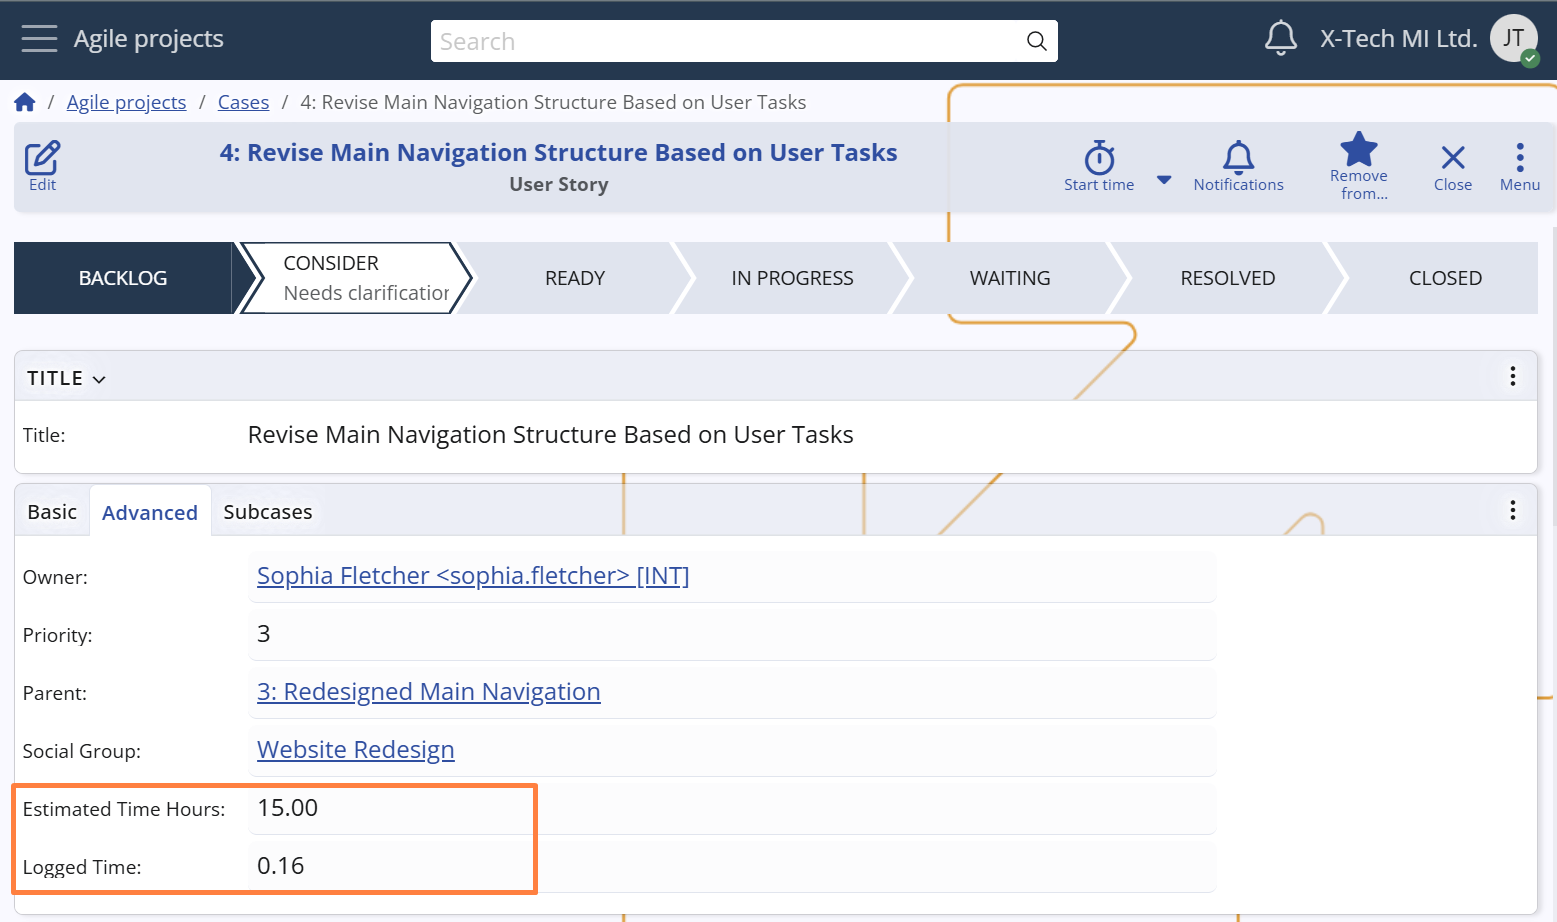 Agile projects
Search
X-Tech MI Ltd.
JT
/ Agile projects / Cases / 4: Revise Main Navigation Structure Based on User Tasks
Edit
4: Revise Main Navigation Structure Based on User Tasks
User Story
Start time
Notifications
Remove
from...
Close
Menu
BACKLOG
CONSIDER
Needs clarification
READY
IN PROGRESS
WAITING
RESOLVED
CLOSED
TITLE
Title: Revise Main Navigation Structure Based on User Tasks
Basic Advanced Subcases
Owner: Sophia Fletcher <sophia.fletcher> [INT]
Priority: 3
Parent: 3: Redesigned Main Navigation
Social Group: Website Redesign
Estimated Time Hours: 15.00
Logged Time: 0.16